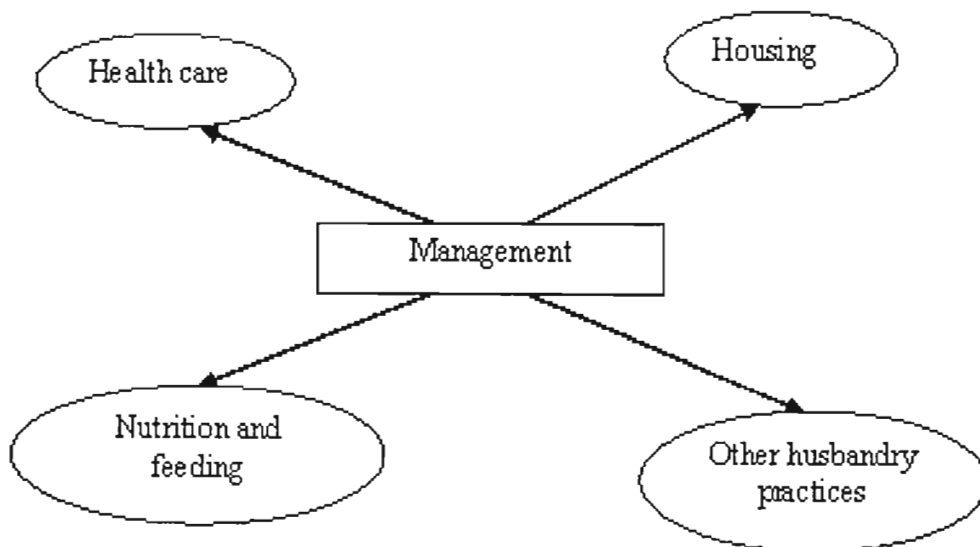 Health care
Housing
Management
Nutrition and
feeding
Other husbandry
practices